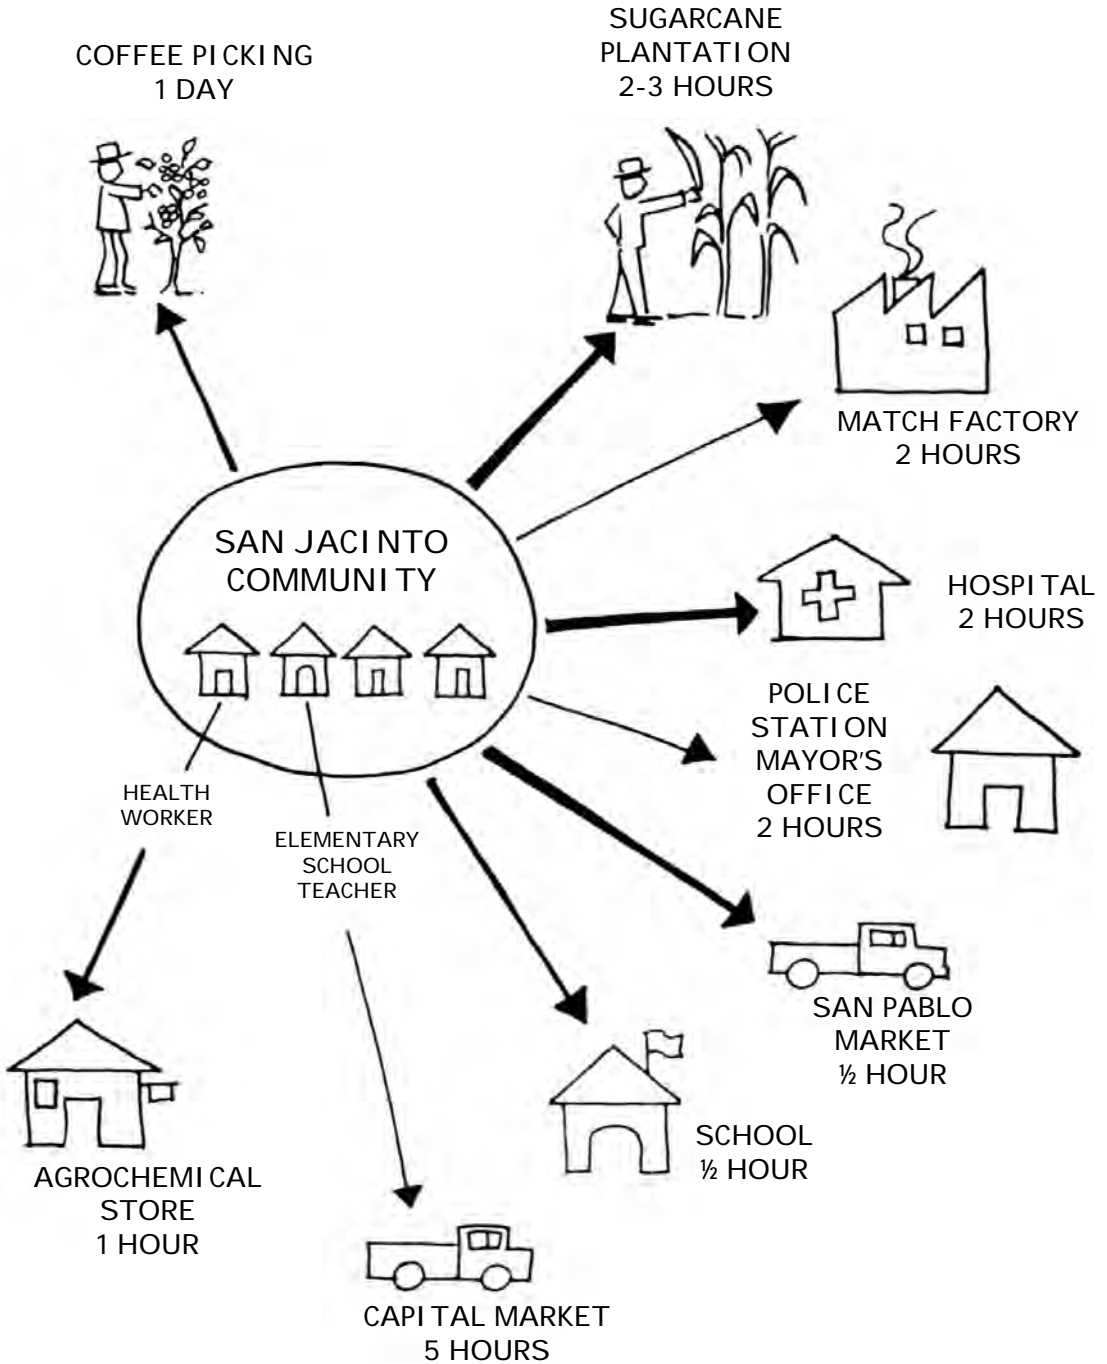 COFFEE PICKING
1 DAY
SUGARCANE
PLANTATION
2-3 HOURS
MATCH FACTORY
2 HOURS
SAN JACINTO
COMMUNITY
HOSPITAL
2 HOURS
POLICE
STATION
MAYOR'S
OFFICE
2 HOURS
HEALTH
WORKER
ELEMENTARY
SCHOOL
TEACHER
SAN PABLO
MARKET
½ HOUR
SCHOOL
½ HOUR
AGROCHEMICAL
STORE
1 HOUR
CAPITAL MARKET
5 HOURS